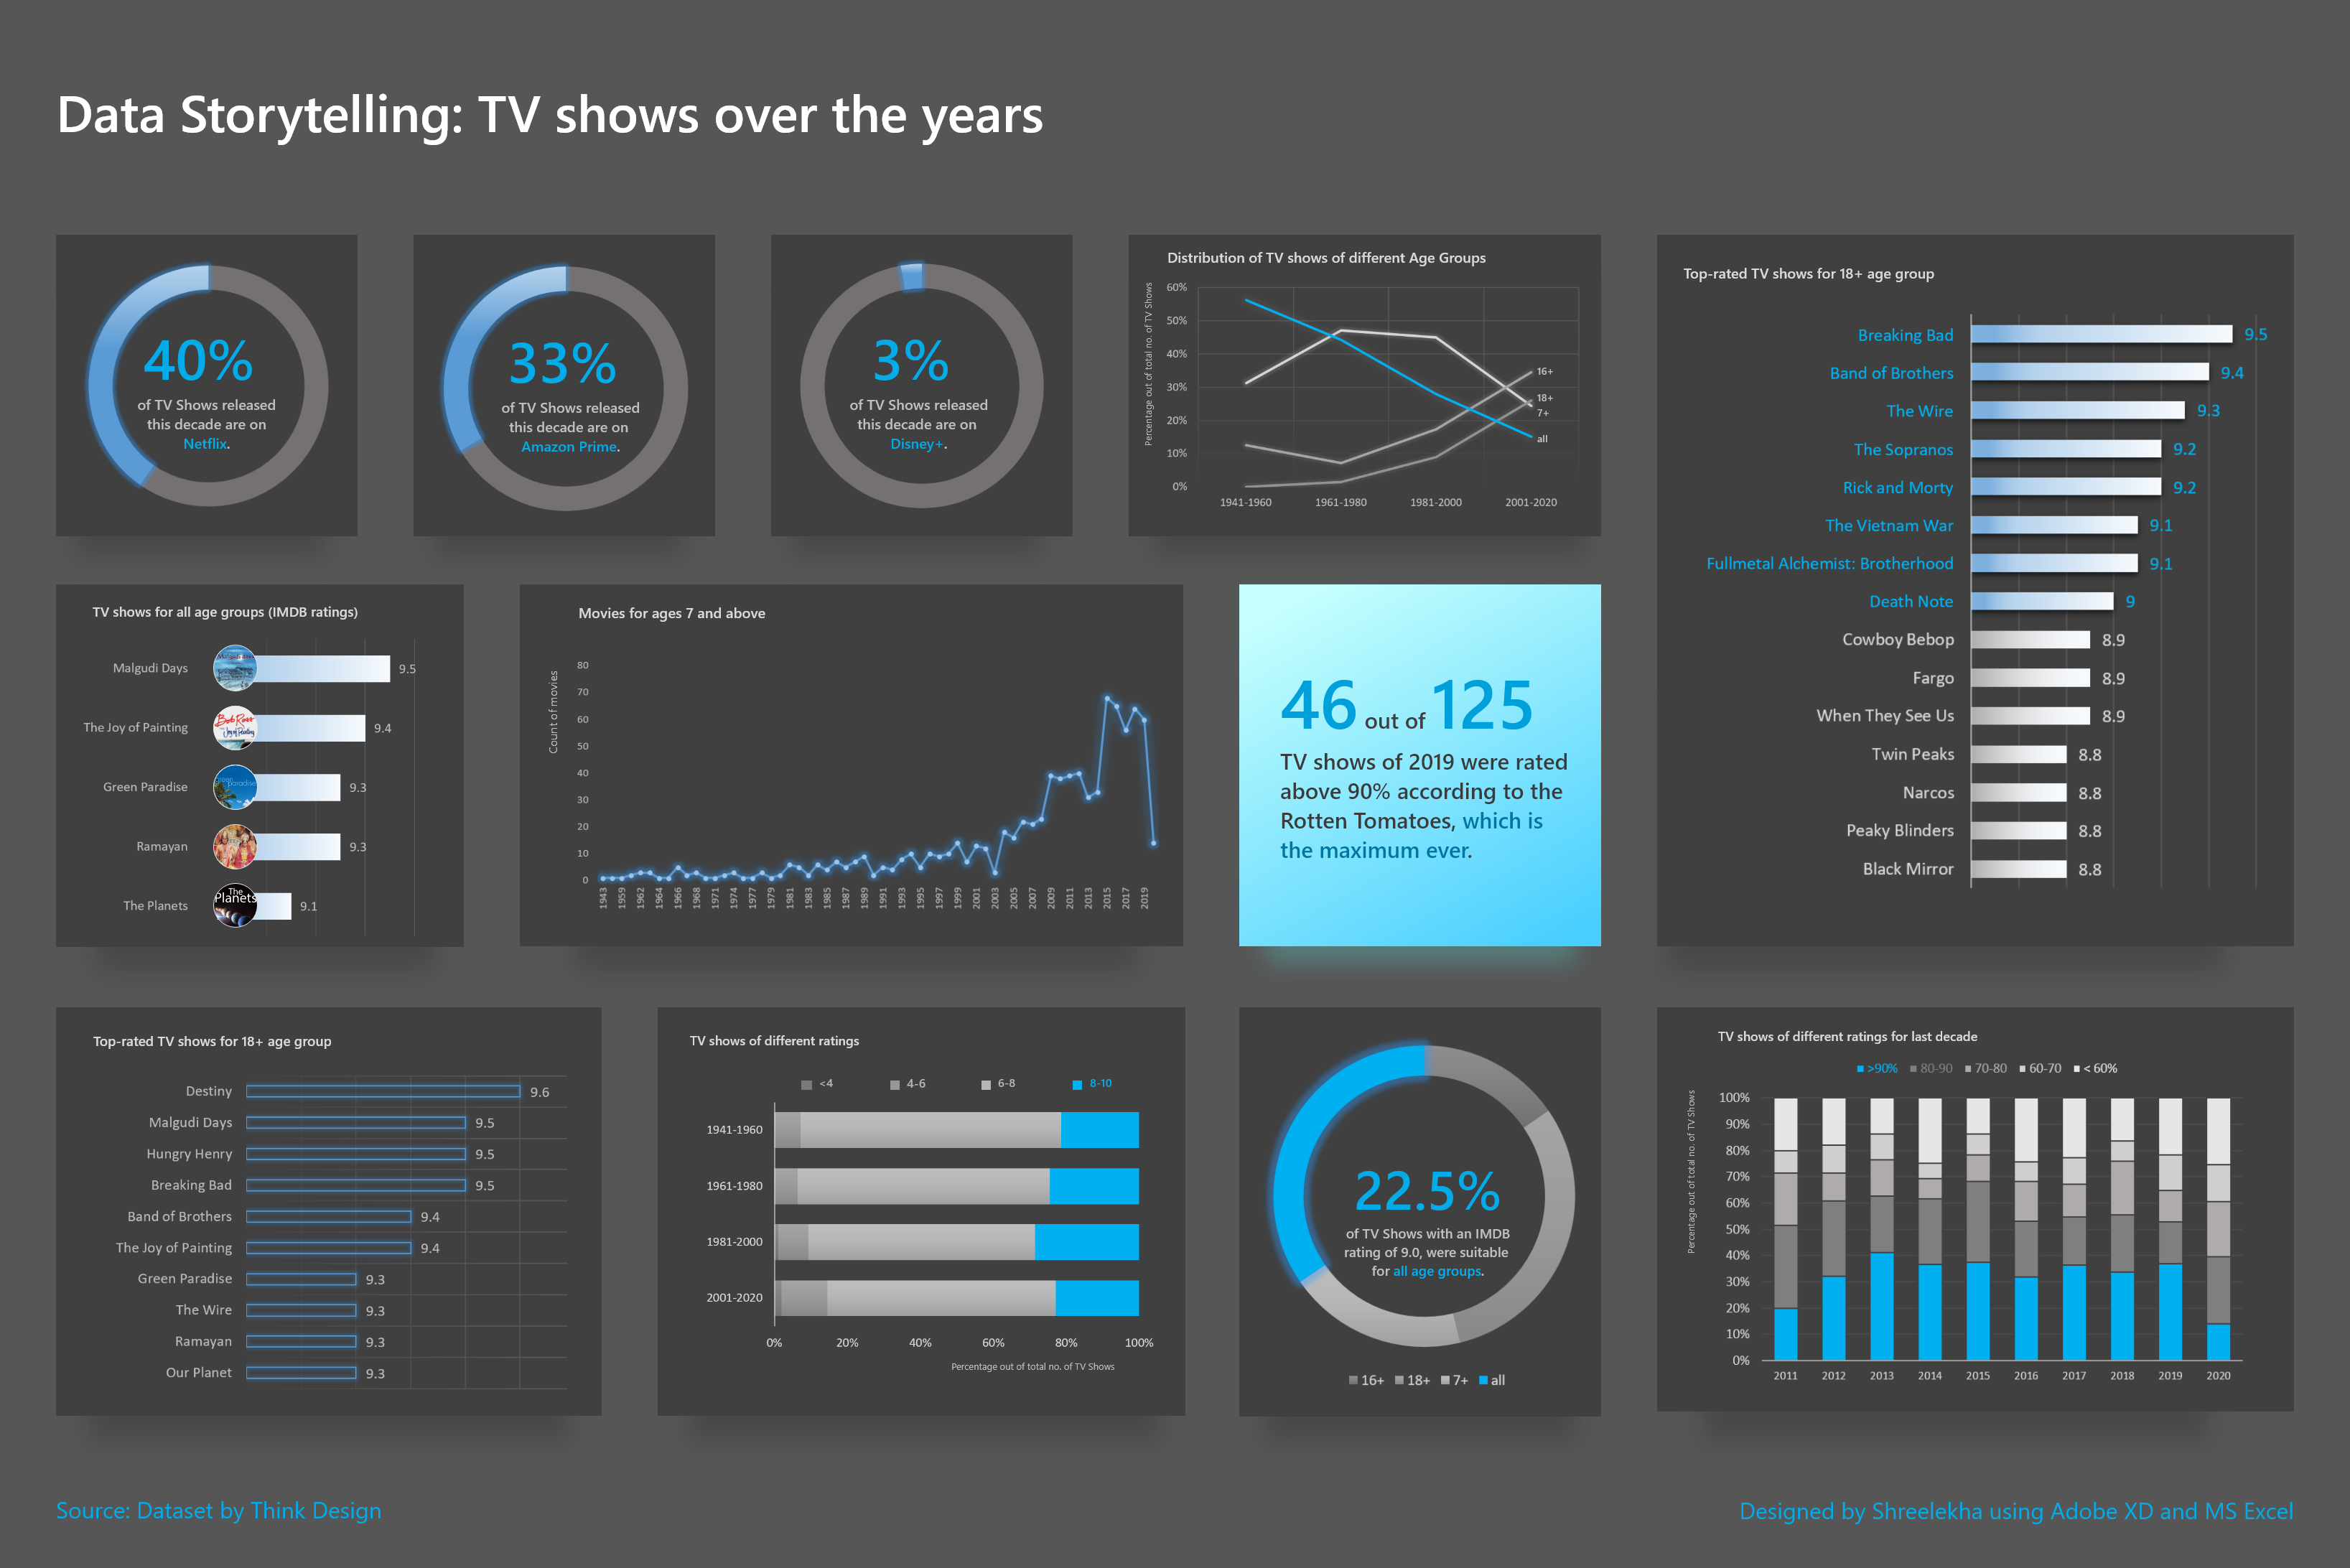 Data Storytelling: TV shows over the years
40%
of TV Shows released
this decade are on
Netflix.
33%
of TV Shows released
this decade are on
Amazon Prime.
3%
of TV Shows released
this decade are on
Disney+.
Distribution of TV shows of different Age Groups
Percentage out of total no. of TV Shows
60%
50%
40%
30%
20%
10%
0%
16+
18+
7+
all
1941-1960 1961-1980 1981-2000 2001-2020
Top-rated TV shows for 18+ age group
Breaking Bad 9.5
Band of Brothers 9.4
The Wire 9.3
The Sopranos 9.2
Rick and Morty 9.2
The Vietnam War 9.1
Fullmetal Alchemist: Brotherhood 9.1
Death Note 9
Cowboy Bebop 8.9
Fargo 8.9
When They See Us 8.9
Twin Peaks 8.8
Narcos 8.8
Peaky Blinders 8.8
Black Mirror 8.8
TV shows for all age groups (IMDB ratings)
Malgudi Days 9.5
The Joy of Painting Bob Ross Joy of Painting 9.4
Green Paradise paradise 9.3
Ramayan 9.3
The Planets The Planets 9.1
Movies for ages 7 and above
Count of movies
80
70
60
50
40
30
20
10
0
1943 1959 1962 1964 1966 1968 1971 1974 1977 1979 1981 1983 1985 1987 1989 1991 1993 1995 1997 1999 2001 2003 2005 2007 2009 2011 2013 2015 2017 2019
46 out of 125
TV shows of 2019 were rated
above 90% according to the
Rotten Tomatoes, which is
the maximum ever.
Top-rated TV shows for 18+ age group
Destiny 9.6
Malgudi Days 9.5
Hungry Henry 9.5
Breaking Bad 9.5
Band of Brothers 9.4
The Joy of Painting 9.4
Green Paradise 9.3
The Wire 9.3
Ramayan 9.3
Our Planet 9.3
TV shows of different ratings
<4 4-6 6-8 8-10
1941-1960
1961-1980
1981-2000
2001-2020
0% 20% 40% 60% 80% 100%
Percentage out of total no. of TV Shows
22.5%
of TV Shows with an IMDB
rating of 9.0, were suitable
for all age groups.
16+ 18+ 7+ all
TV shows of different ratings for last decade
>90% 80-90 70-80 60-70 < 60%
Percentage out of total no. of TV Shows
100%
90%
80%
70%
60%
50%
40%
30%
20%
10%
0%
2011 2012 2013 2014 2015 2016 2017 2018 2019 2020
Source: Dataset by Think Design
Designed by Shreelekha using Adobe XD and MS Excel